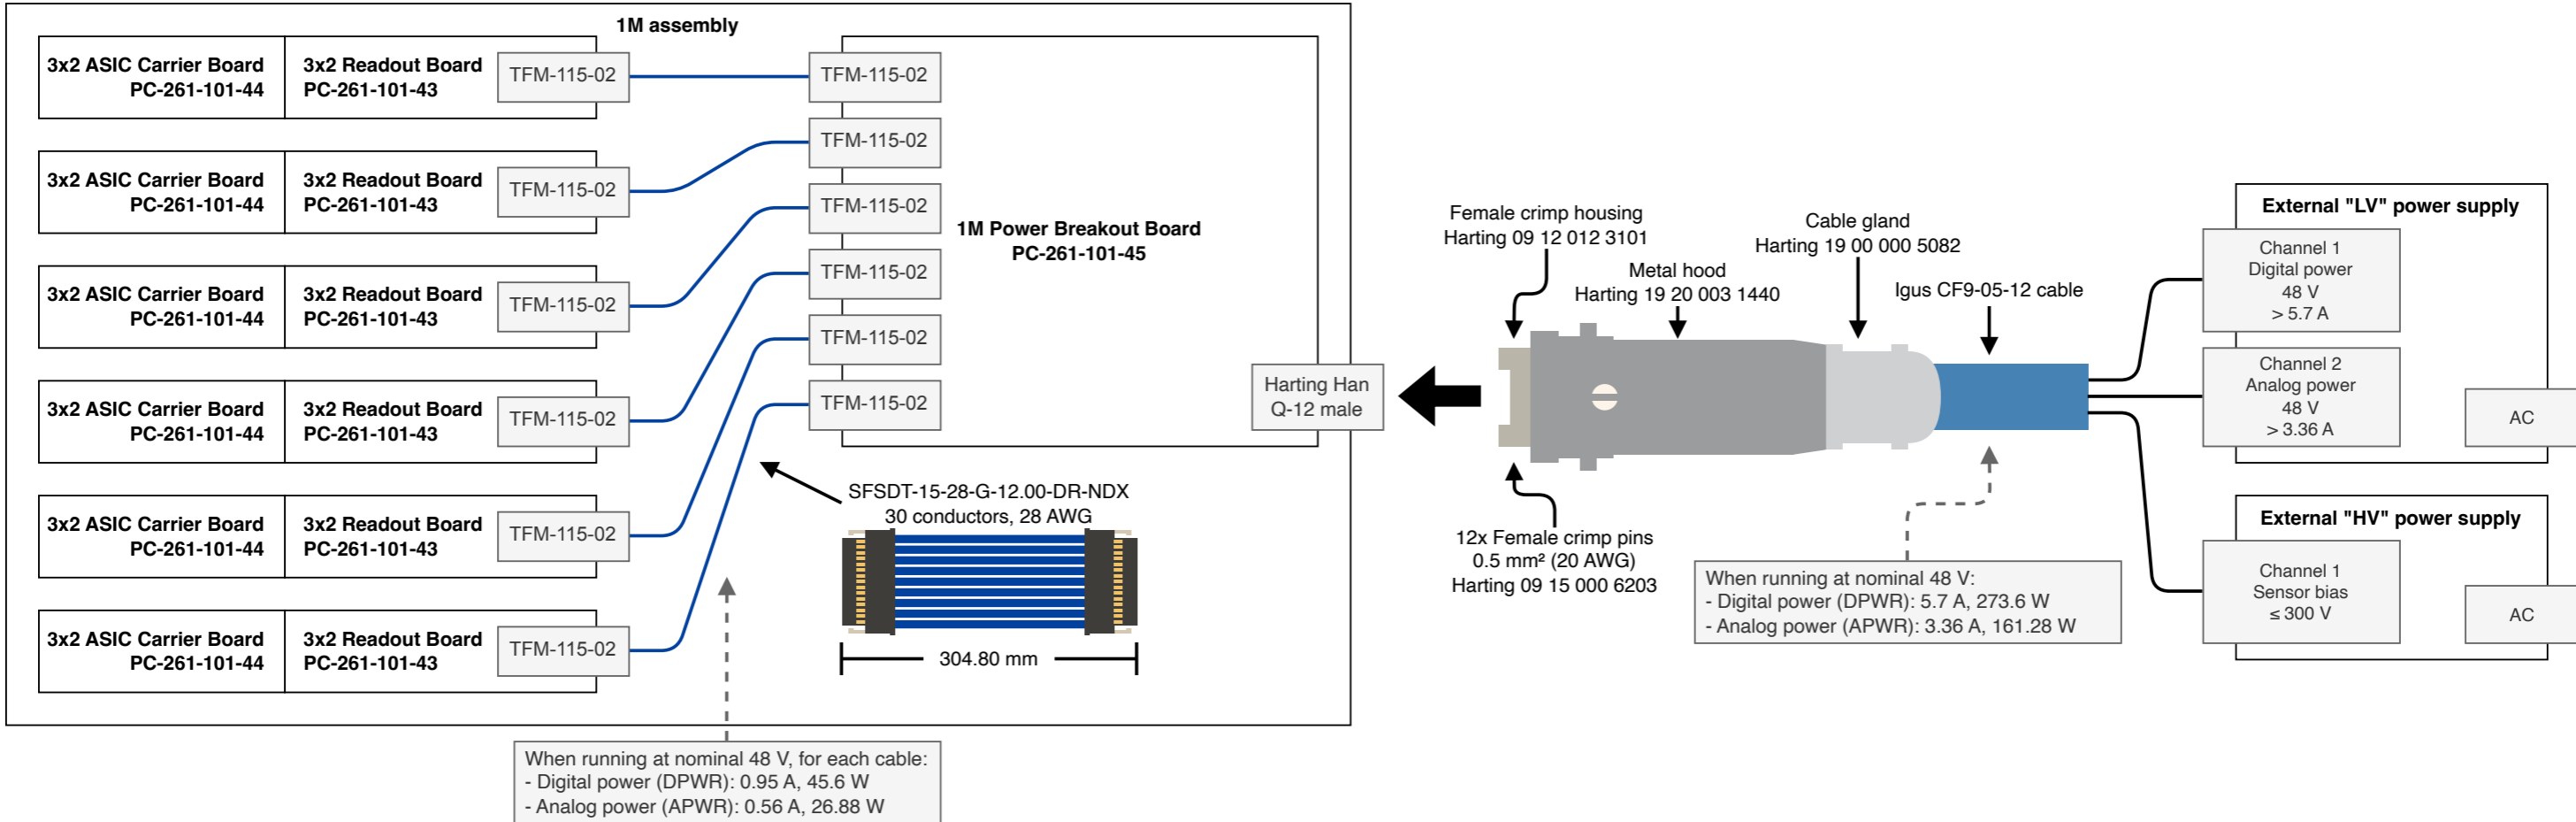 1M assembly
3x2 ASIC Carrier Board
PC-261-101-44
3x2 Readout Board
PC-261-101-43
TFM-115-02
3x2 ASIC Carrier Board
PC-261-101-44
3x2 Readout Board
PC-261-101-43
TFM-115-02
3x2 ASIC Carrier Board
PC-261-101-44
3x2 Readout Board
PC-261-101-43
TFM-115-02
3x2 ASIC Carrier Board
PC-261-101-44
3x2 Readout Board
PC-261-101-43
TFM-115-02
3x2 ASIC Carrier Board
PC-261-101-44
3x2 Readout Board
PC-261-101-43
TFM-115-02
3x2 ASIC Carrier Board
PC-261-101-44
3x2 Readout Board
PC-261-101-43
TFM-115-02
TFM-115-02
TFM-115-02
TFM-115-02
TFM-115-02
TFM-115-02
TFM-115-02
1M Power Breakout Board
PC-261-101-45
Harting Han
Q-12 male
SFSDT-15-28-G-12.00-DR-NDX
30 conductors, 28 AWG
304.80 mm
When running at nominal 48 V, for each cable:
- Digital power (DPWR): 0.95 A, 45.6 W
- Analog power (APWR): 0.56 A, 26.88 W
Female crimp housing
Harting 09 12 012 3101
Metal hood
Harting 19 20 003 1440
Cable gland
Harting 19 00 000 5082
Igus CF9-05-12 cable
12x Female crimp pins
0.5 mm² (20 AWG)
Harting 09 15 000 6203
When running at nominal 48 V:
- Digital power (DPWR): 5.7 A, 273.6 W
- Analog power (APWR): 3.36 A, 161.28 W
External "LV" power supply
Channel 1
Digital power
48 V
> 5.7 A
Channel 2
Analog power
48 V
> 3.36 A
AC
External "HV" power supply
Channel 1
Sensor bias
≤ 300 V
AC